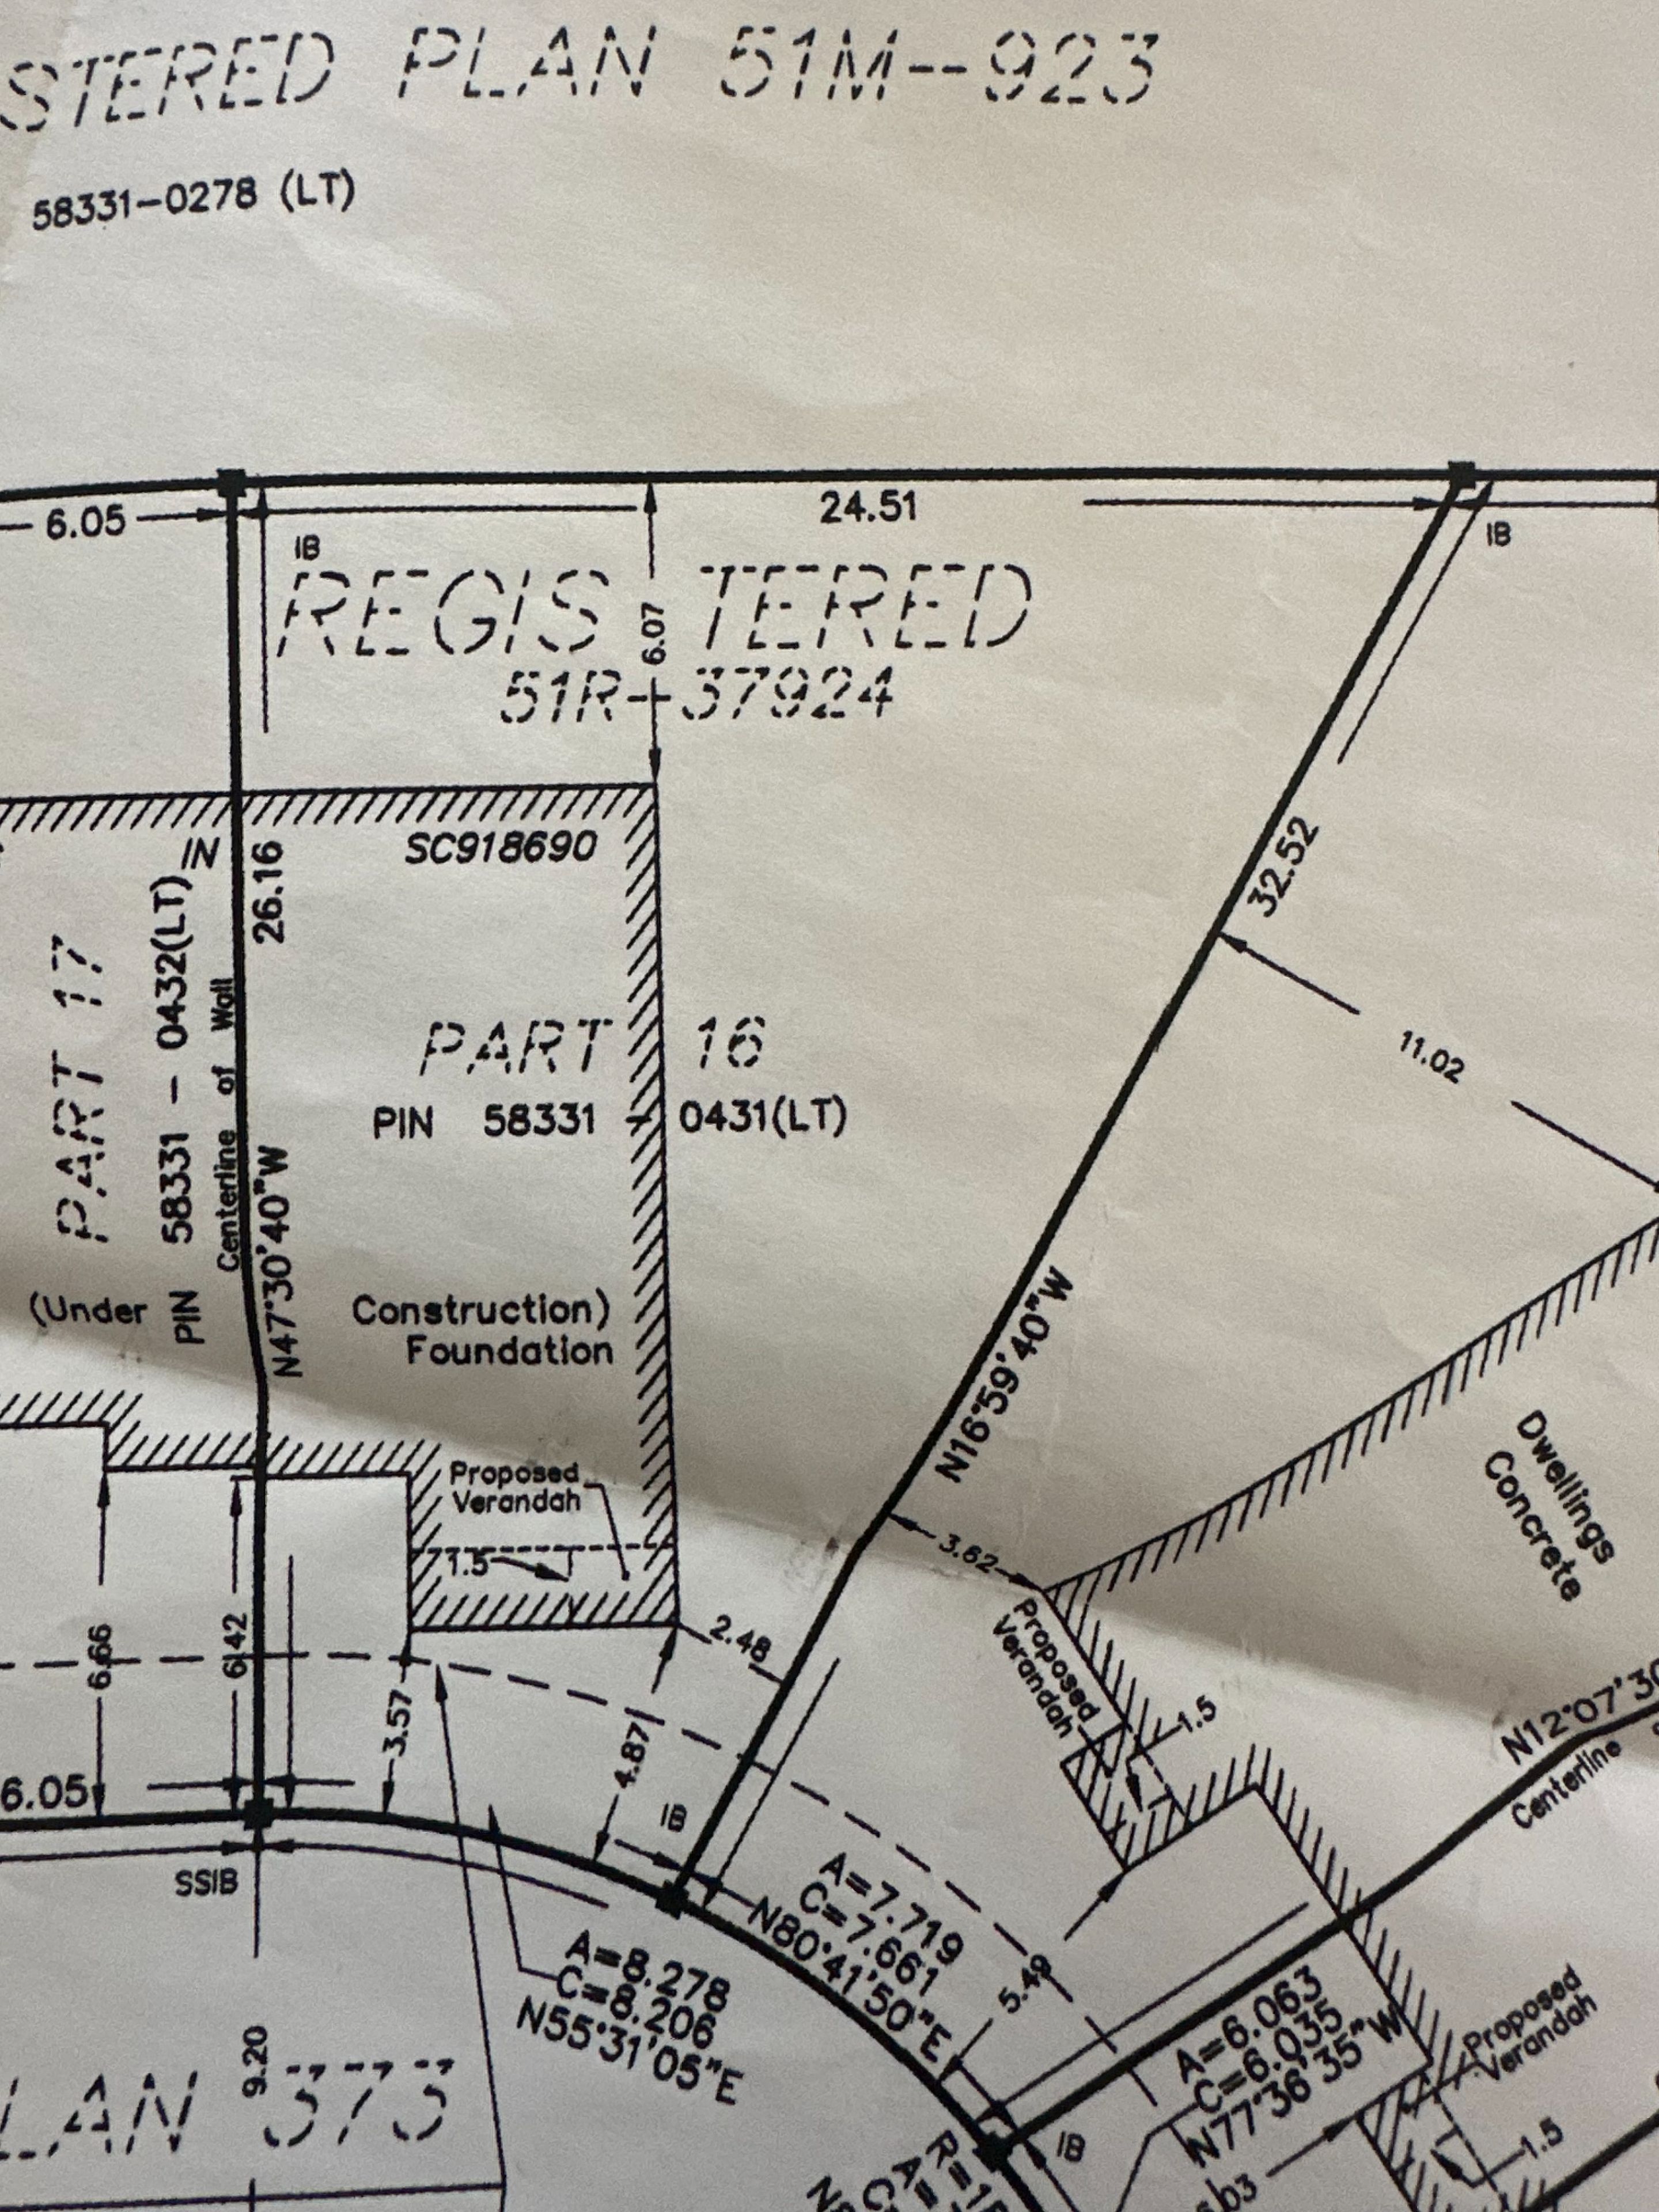 STERED PLAN 51M--923
58331-0278 (LT)
6.05
24.51
IB
IB
REGISTERED
6.07
51R-37924
SC918690
IN
26.16
32.52
PART 17
PIN 58331 - 0432(LT)
Centerline of Wall
N47°30'40"W
11.02
PART 16
PIN 58331 - 0431(LT)
(Under Construction)
Foundation
N16°59'40"W
Dwellings
Concrete
Proposed
Verandah
1.5
3.62
Proposed
Verandah
1.5
2.48
6.66
6.42
3.57
4.87
N12°07'30
Centerline
6.05
IB
SSIB
A=7.719
C=7.661
N80°41'50"E
A=8.278
C=8.206
N55°31'05"E
5.49
A=6.063
C=6.035
N77°36'35"W
Proposed
Verandah
9.20
LAN 373
IB
1.5